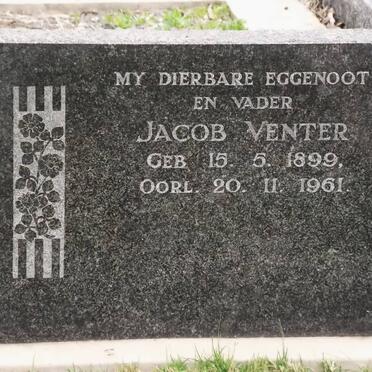 MY DIERBARE EGGENOOT
EN VADER
JACOB VENTER
GEB 15. 5. 1899,
OORL. 20. 11. 1961.